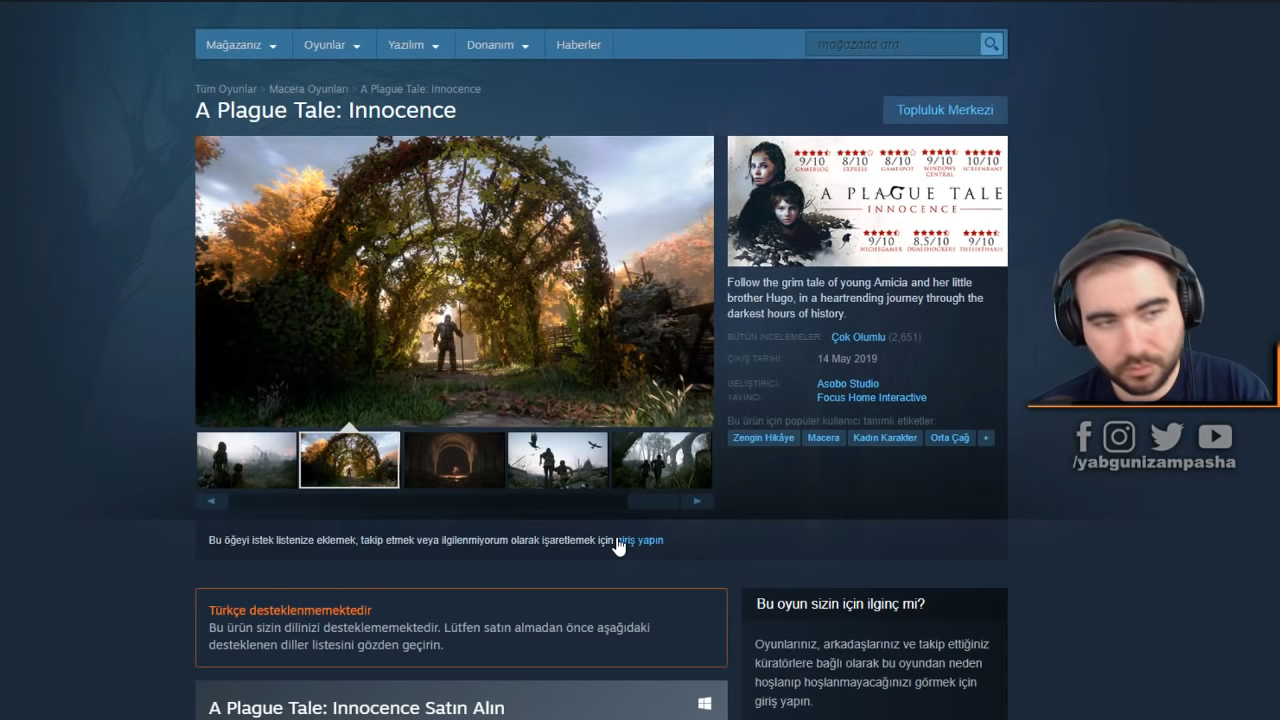 Mağazanız
Oyunlar
Yazılım
Donanım
Haberler
mağazada ara
Tüm Oyunlar > Macera Oyunları > A Plague Tale: Innocence
A Plague Tale: Innocence
Topluluk Merkezi
9/10 8/10 8/10 9/10 10/10
GAMEBLOG EXPRESS GAMESPOT WINDOWS CENTRAL SCREENRANT
A PLAGUE TALE
INNOCENCE
9/10 8.5/10 9/10
NICHEGAMER DUALSHOCKERS THESIXTHAXIS
Follow the grim tale of young Amicia and her little
brother Hugo, in a heartrending journey through the
darkest hours of history.
BÜTÜN İNCELEMELER: Çok Olumlu (2,651)
ÇIKIŞ TARİHİ: 14 May 2019
GELİŞTİRİCİ: Asobo Studio
YAYINCI: Focus Home Interactive
Bu ürün için popüler kullanıcı tanımlı etiketler:
Zengin Hikâye Macera Kadın Karakter Orta Çağ +
/yabgunizampasha
Bu öğeyi istek listenize eklemek, takip etmek veya ilgilenmiyorum olarak işaretlemek için giriş yapın
Türkçe desteklenmemektedir
Bu ürün sizin dilinizi desteklememektedir. Lütfen satın almadan önce aşağıdaki
desteklenen diller listesini gözden geçirin.
Bu oyun sizin için ilginç mi?
Oyunlarınız, arkadaşlarınız ve takip ettiğiniz
küratörlere bağlı olarak bu oyundan neden
hoşlanıp hoşlanmayacağınızı görmek için
giriş yapın.
A Plague Tale: Innocence Satın Alın